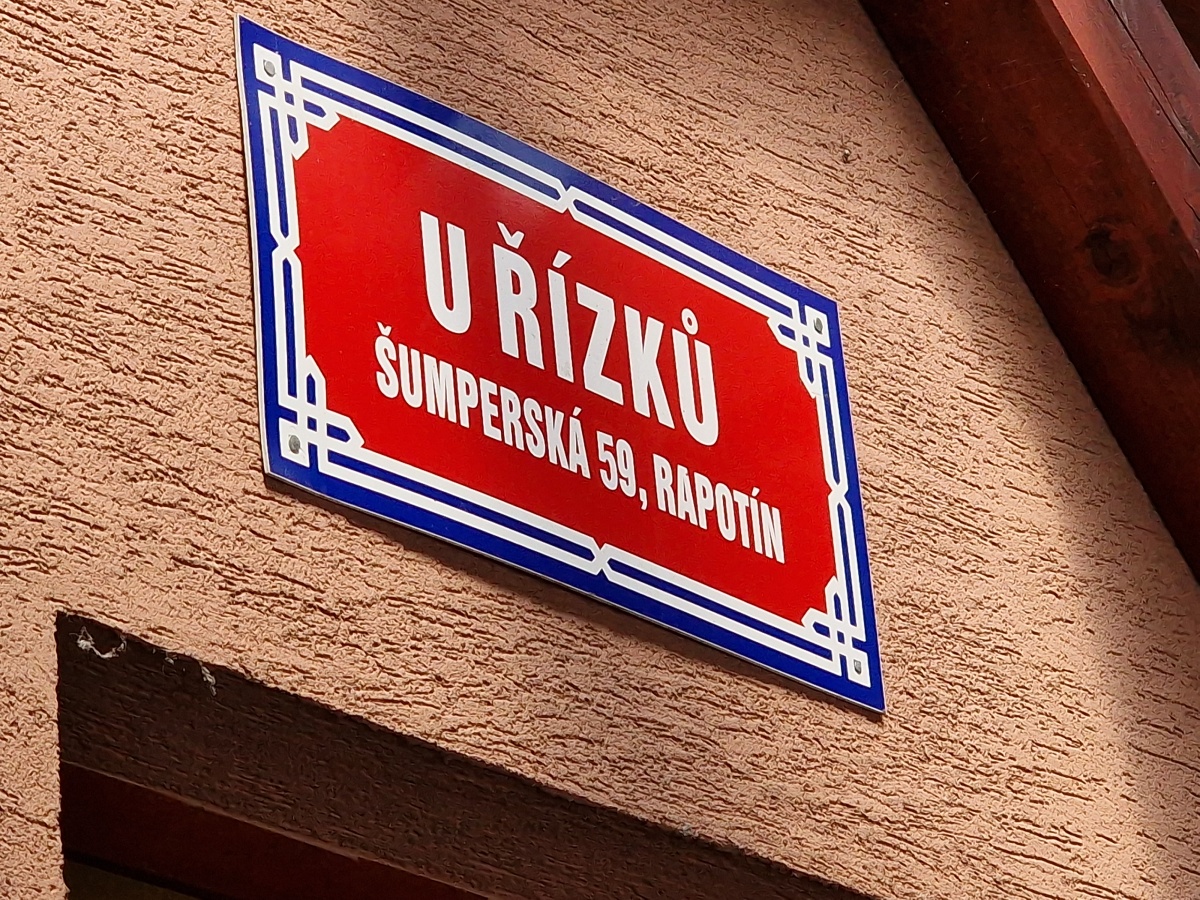 U ŘÍZKŮ
ŠUMPERSKÁ 59, RAPOTÍN